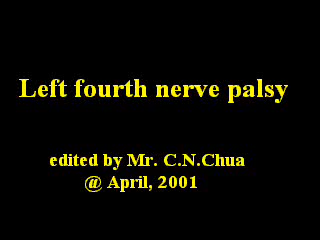 Left fourth nerve palsy
edited by Mr. C.N.Chua
@ April, 2001